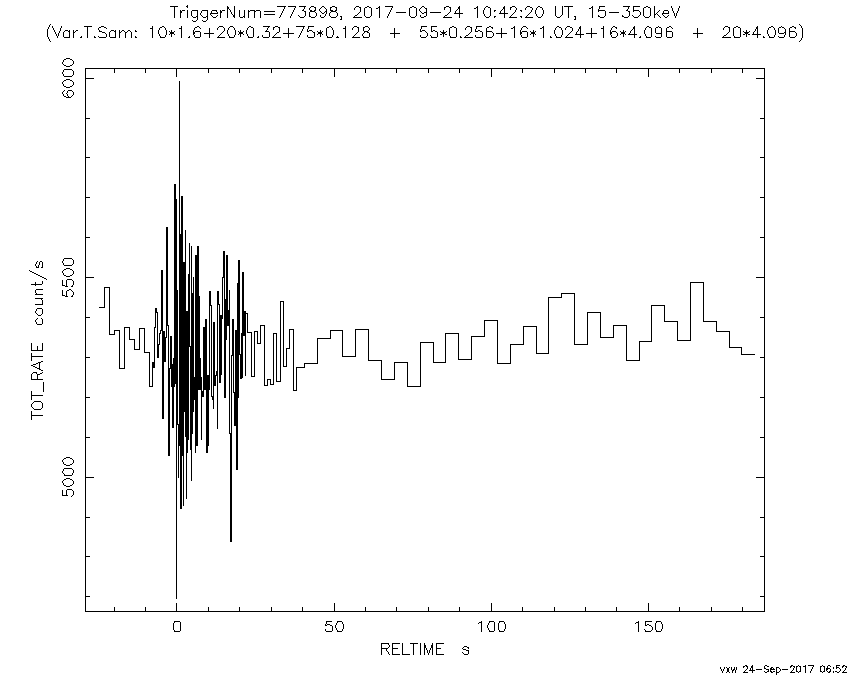 TriggerNum=773898, 2017-09-24 10:42:20 UT, 15-350keV
(Var.T.Sam: 10*1.6+20*0.32+75*0.128 + 55*0.256+16*1.024+16*4.096 + 20*4.096)
6000
5500
5000
TOT_RATE count/s
0 50 100 150
RELTIME s
vxw 24-Sep-2017 06:52